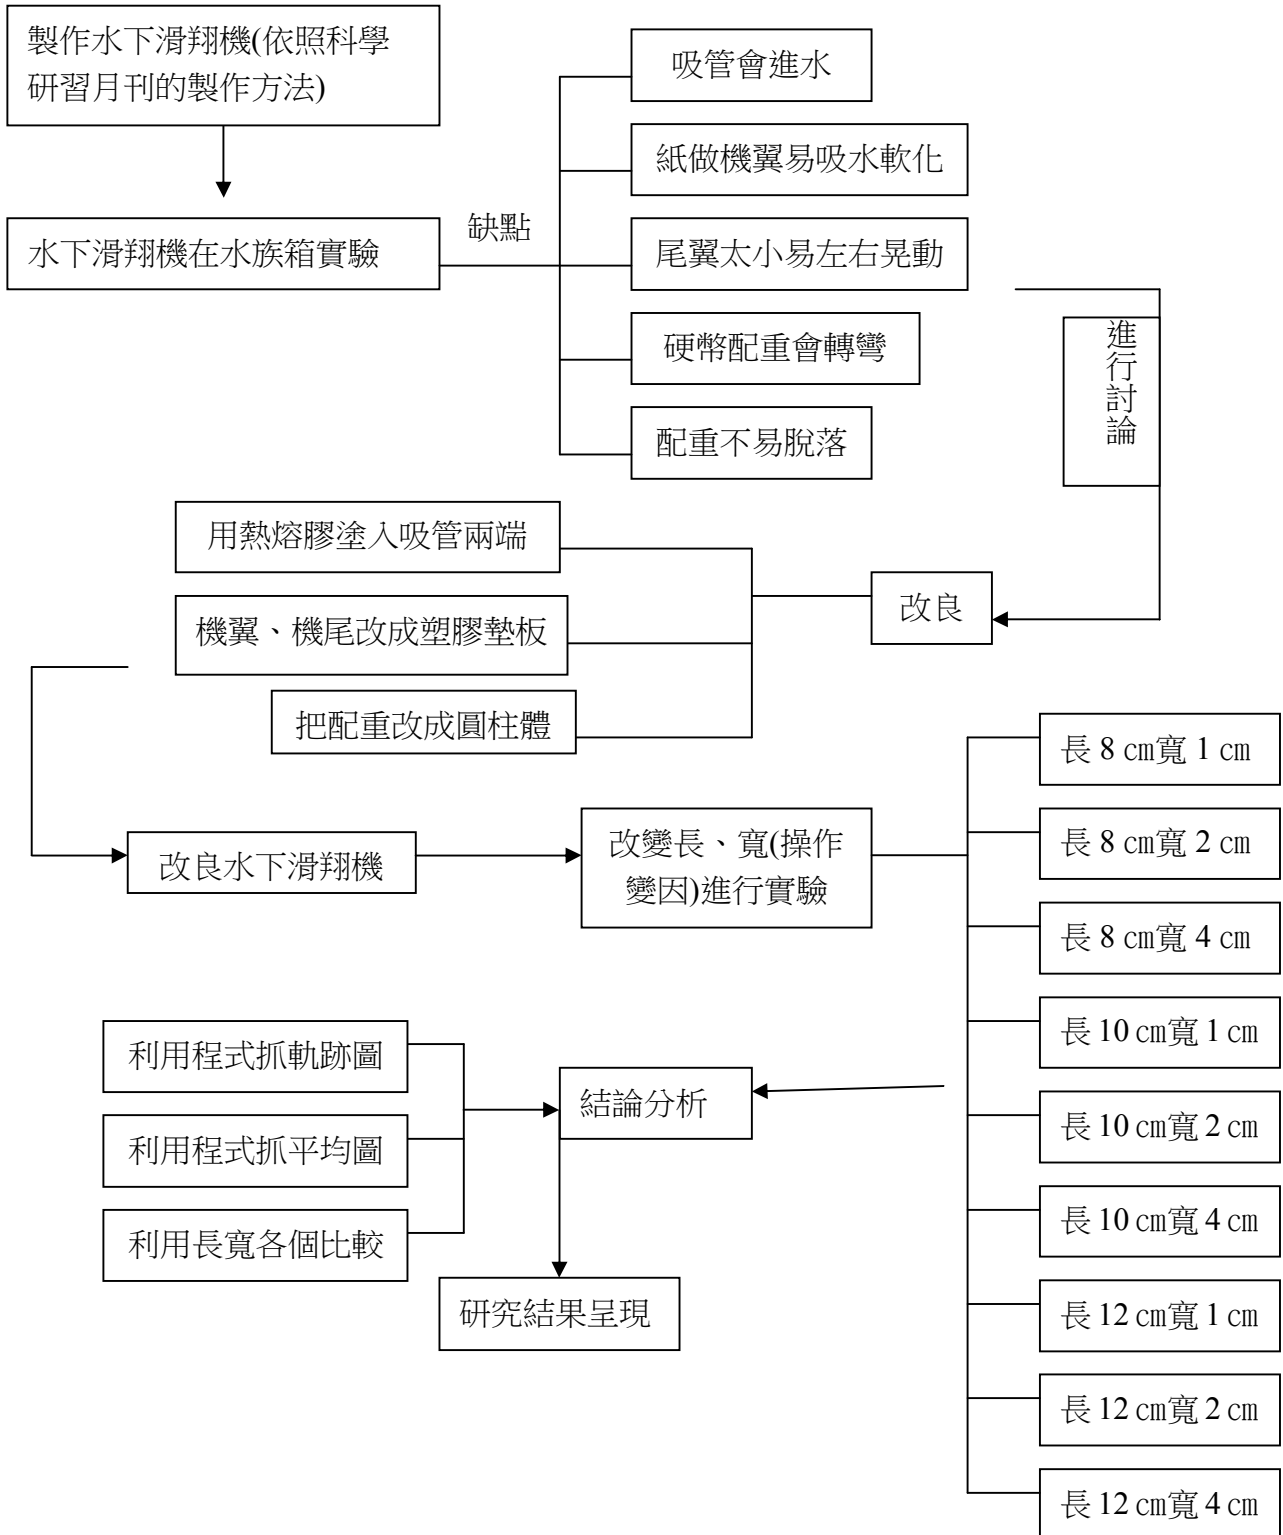 製作水下滑翔機(依照科學
研習月刊的製作方法)
水下滑翔機在水族箱實驗
缺點
吸管會進水
紙做機翼易吸水軟化
尾翼太小易左右晃動
硬幣配重會轉彎
配重不易脫落
進行討論
改良
用熱熔膠塗入吸管兩端
機翼、機尾改成塑膠墊板
把配重改成圓柱體
改良水下滑翔機
改變長、寬(操作
變因)進行實驗
長 8 ㎝寬 1 ㎝
長 8 ㎝寬 2 ㎝
長 8 ㎝寬 4 ㎝
長 10 ㎝寬 1 ㎝
長 10 ㎝寬 2 ㎝
長 10 ㎝寬 4 ㎝
長 12 ㎝寬 1 ㎝
長 12 ㎝寬 2 ㎝
長 12 ㎝寬 4 ㎝
結論分析
利用程式抓軌跡圖
利用程式抓平均圖
利用長寬各個比較
研究結果呈現